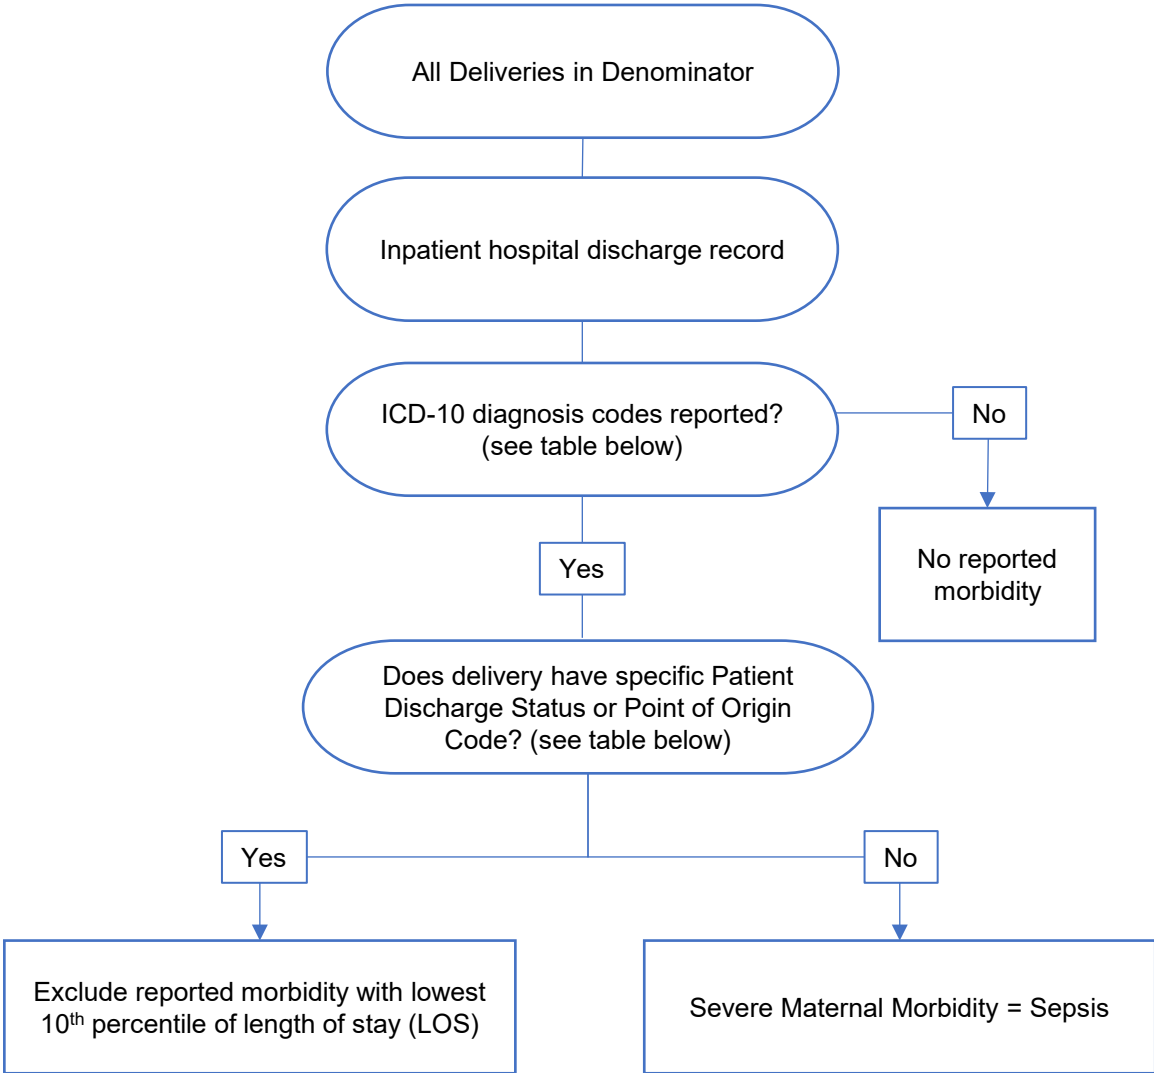 All Deliveries in Denominator
Inpatient hospital discharge record
ICD-10 diagnosis codes reported?
(see table below)
No
No reported
morbidity
Yes
Does delivery have specific Patient
Discharge Status or Point of Origin
Code? (see table below)
Yes
No
Exclude reported morbidity with lowest
10th percentile of length of stay (LOS)
Severe Maternal Morbidity = Sepsis